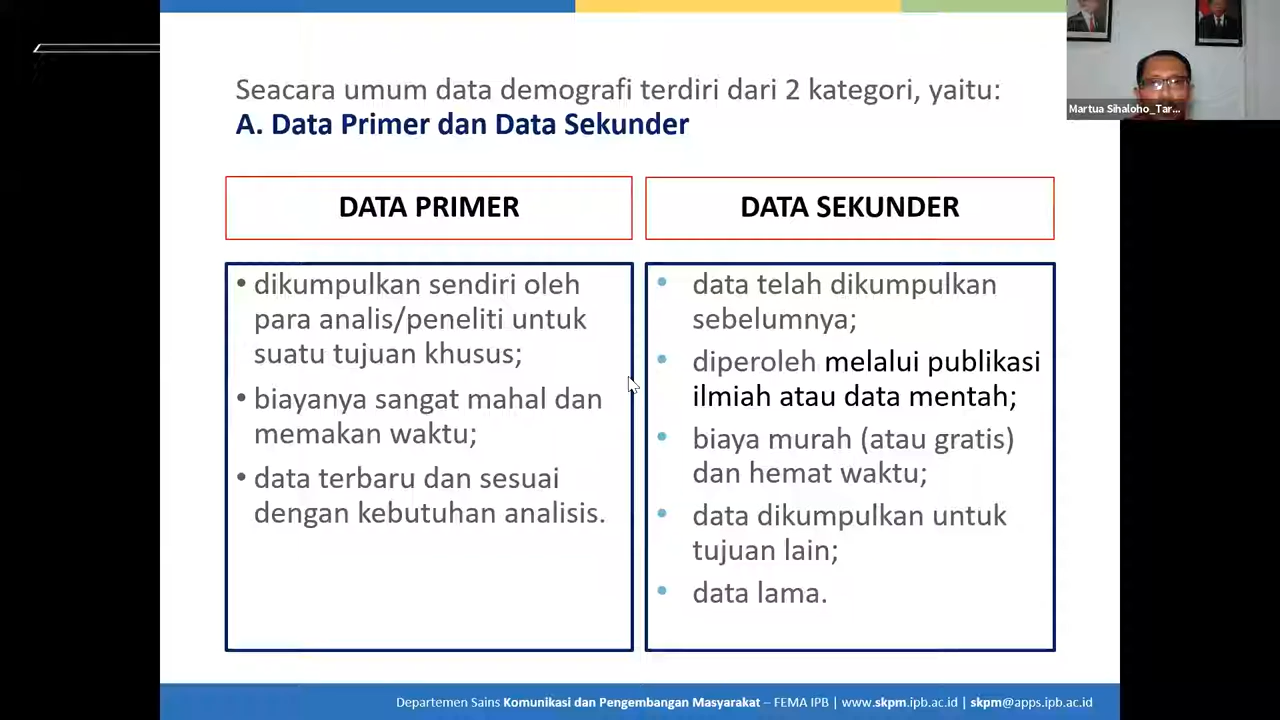 Seacara umum data demografi terdiri dari 2 kategori, yaitu:
A. Data Primer dan Data Sekunder
DATA PRIMER
• dikumpulkan sendiri oleh
para analis/peneliti untuk
suatu tujuan khusus;
• biayanya sangat mahal dan
memakan waktu;
• data terbaru dan sesuai
dengan kebutuhan analisis.
DATA SEKUNDER
• data telah dikumpulkan
sebelumnya;
• diperoleh melalui publikasi
ilmiah atau data mentah;
• biaya murah (atau gratis)
dan hemat waktu;
• data dikumpulkan untuk
tujuan lain;
• data lama.
Martua Sihaloho_Tar...
Departemen Sains Komunikasi dan Pengembangan Masyarakat – FEMA IPB | www.skpm.ipb.ac.id | skpm@apps.ipb.ac.id